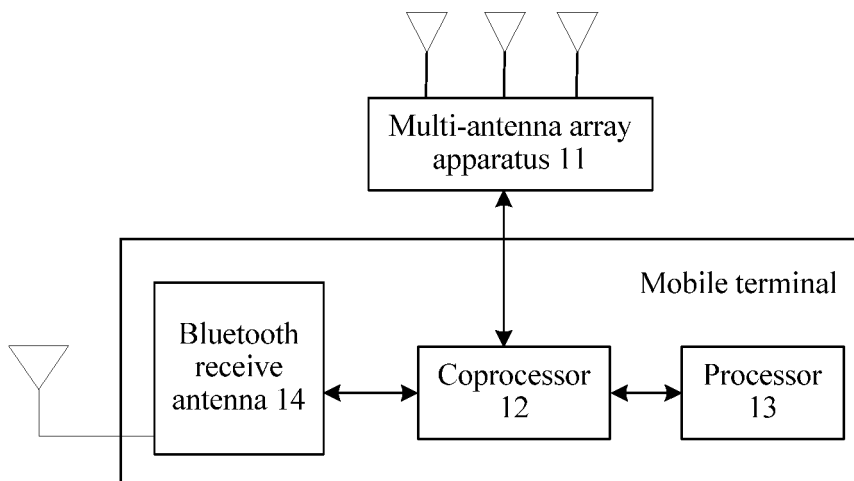 Multi-antenna array
apparatus 11
Mobile terminal
Bluetooth
receive
antenna 14
Coprocessor
12
Processor
13